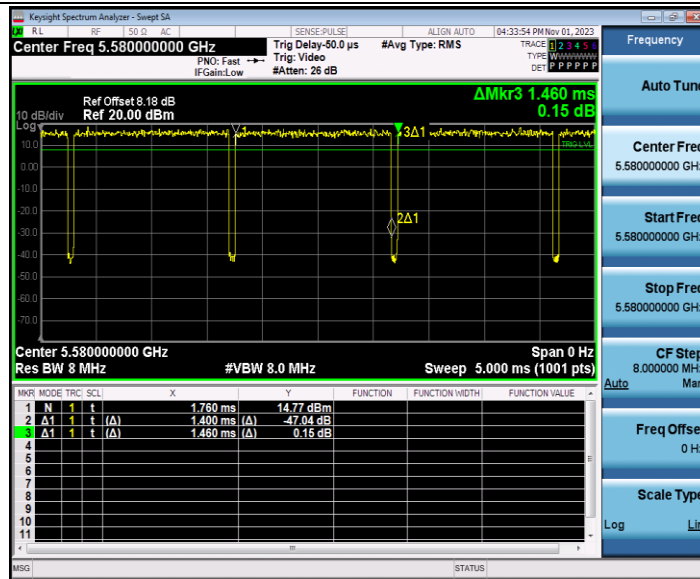 Keysight Spectrum Analyzer - Swept SA
RL RF 50 Ω AC SENSE:PULSE ALIGN AUTO 04:33:54 PM Nov 01, 2023
Center Freq 5.580000000 GHz
PNO: Fast
IFGain:Low
Trig Delay-50.0 µs
Trig: Video
#Atten: 26 dB
#Avg Type: RMS
TRACE 1 2 3 4 5 6
TYPE WWWWWW
DET P P P P P P
ΔMkr3 1.460 ms
0.15 dB
Ref Offset 8.18 dB
10 dB/div Ref 20.00 dBm
Log
10.0
0.00
-10.0
-20.0
-30.0
-40.0
-50.0
-60.0
-70.0
1
3Δ1
TRIG LVL
2Δ1
Center 5.580000000 GHz Span 0 Hz
Res BW 8 MHz #VBW 8.0 MHz Sweep 5.000 ms (1001 pts)
MKR MODE TRC SCL X Y FUNCTION FUNCTION WIDTH FUNCTION VALUE
1 N 1 t 1.760 ms 14.77 dBm
2 Δ1 1 t (Δ) 1.400 ms (Δ) -47.04 dB
3 Δ1 1 t (Δ) 1.460 ms (Δ) 0.15 dB
4
5
6
7
8
9
10
11
MSG STATUS
Frequency
Auto Tune
Center Freq
5.580000000 GHz
Start Freq
5.580000000 GHz
Stop Freq
5.580000000 GHz
CF Step
8.000000 MHz
Auto Man
Freq Offset
0 Hz
Scale Type
Log Lin